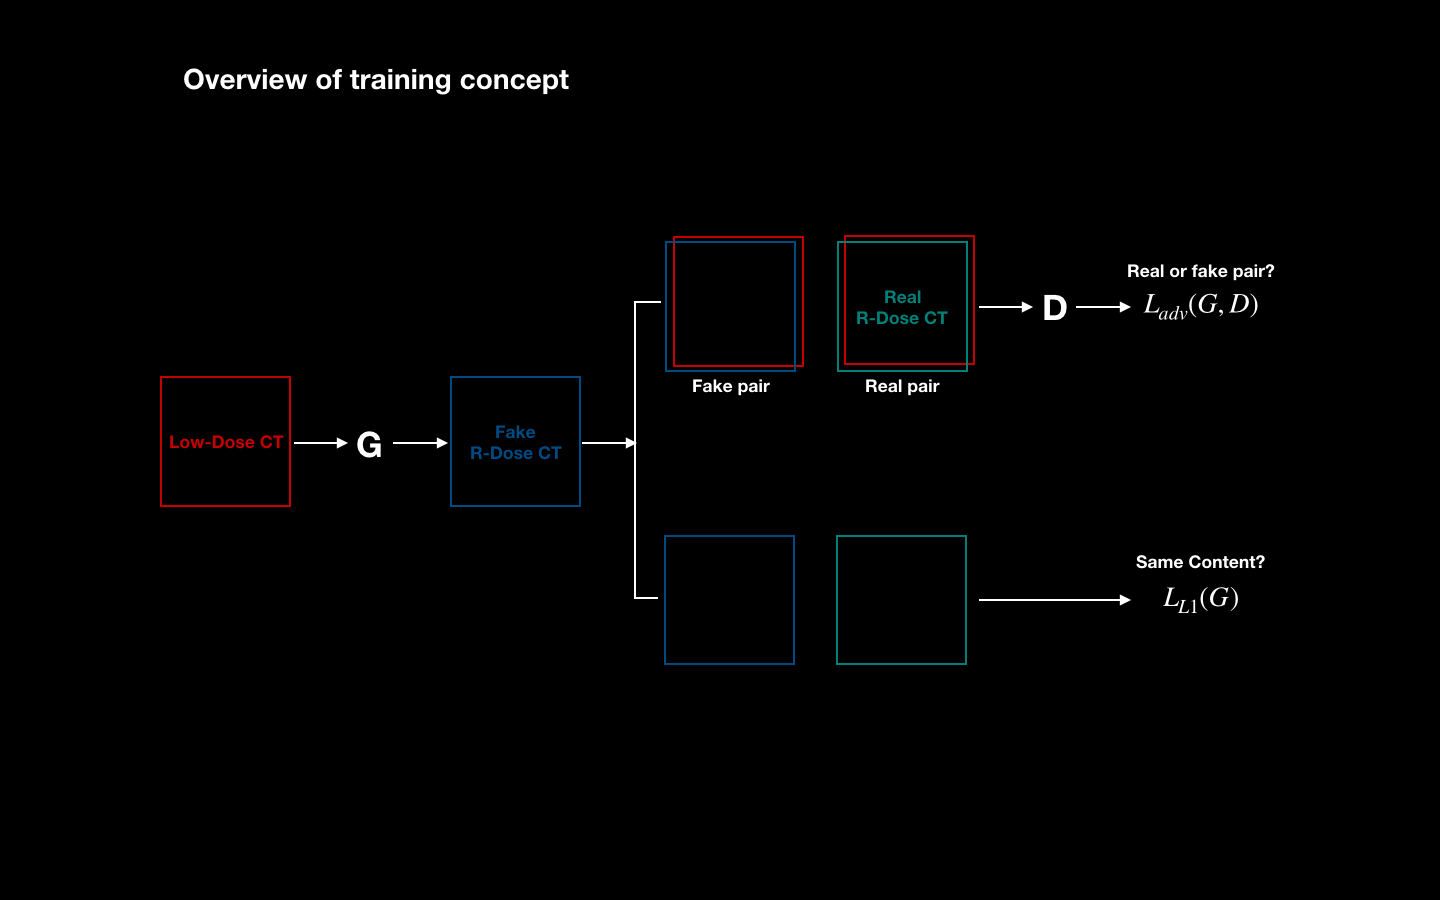 Overview of training concept
Low-Dose CT
G
Fake
R-Dose CT
Fake pair
Real
R-Dose CT
Real pair
D
Real or fake pair?
L_{adv}(G, D)
Same Content?
L_{L1}(G)